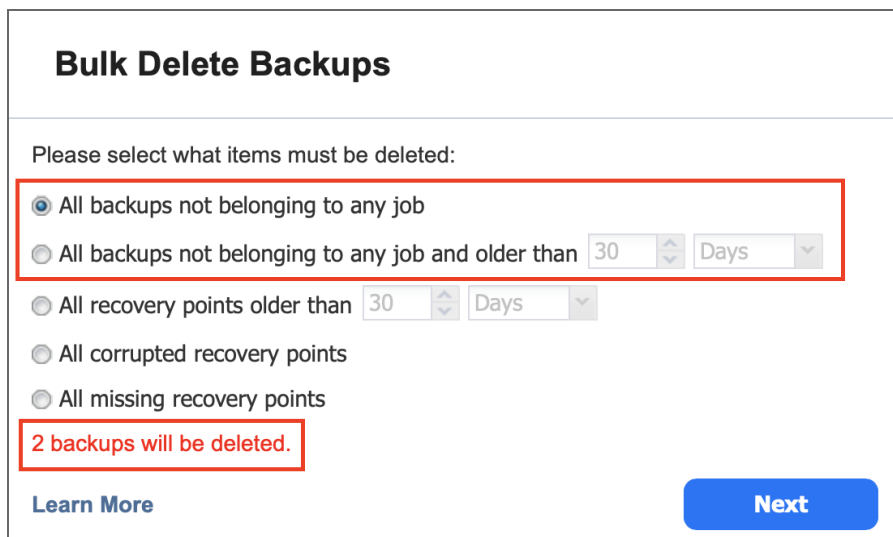 Bulk Delete Backups
Please select what items must be deleted:
All backups not belonging to any job
All backups not belonging to any job and older than 30 Days
All recovery points older than 30 Days
All corrupted recovery points
All missing recovery points
2 backups will be deleted.
Learn More Next